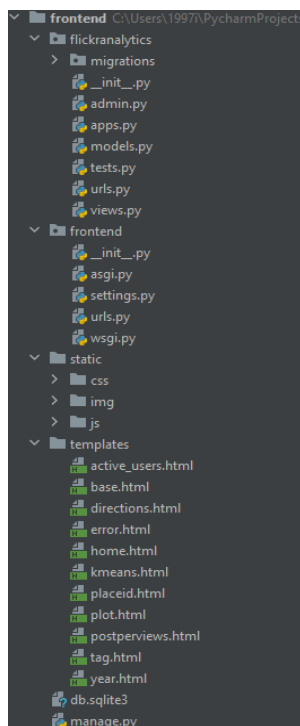 frontend C:\Users\1997i\PycharmProjects
flickranalytics
migrations
__init__.py
admin.py
apps.py
models.py
tests.py
urls.py
views.py
frontend
__init__.py
asgi.py
settings.py
urls.py
wsgi.py
static
css
img
js
templates
active_users.html
base.html
directions.html
error.html
home.html
kmeans.html
placeid.html
plot.html
postperviews.html
tag.html
year.html
db.sqlite3
manage.py